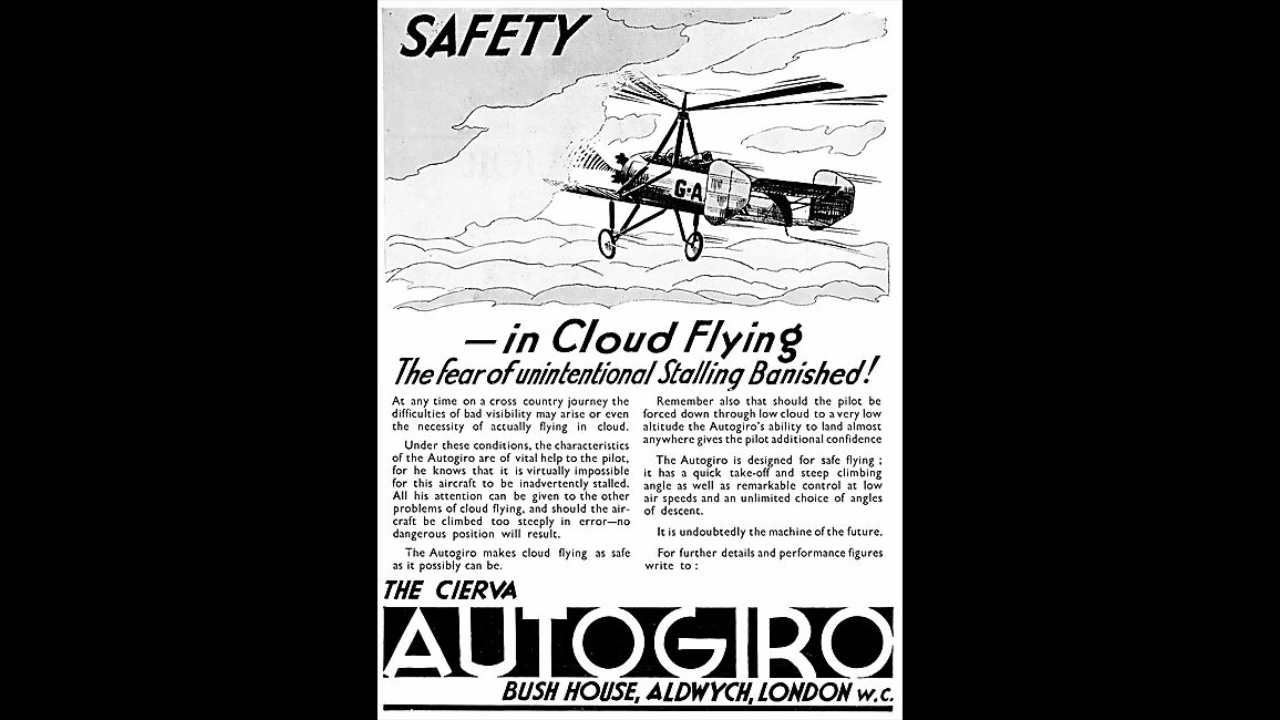 SAFETY
G-A
—in Cloud Flying
The fear of unintentional Stalling Banished!
At any time on a cross country journey the
difficulties of bad visibility may arise or even
the necessity of actually flying in cloud.
Under these conditions, the characteristics
of the Autogiro are of vital help to the pilot,
for he knows that it is virtually impossible
for this aircraft to be inadvertently stalled.
All his attention can be given to the other
problems of cloud flying, and should the air-
craft be climbed too steeply in error—no
dangerous position will result.
The Autogiro makes cloud flying as safe
as it possibly can be.
Remember also that should the pilot be
forced down through low cloud to a very low
altitude the Autogiro's ability to land almost
anywhere gives the pilot additional confidence
The Autogiro is designed for safe flying ;
it has a quick take-off and steep climbing
angle as well as remarkable control at low
air speeds and an unlimited choice of angles
of descent.
It is undoubtedly the machine of the future.
For further details and performance figures
write to :
THE CIERVA
AUTOGIRO
BUSH HOUSE, ALDWYCH, LONDON W.C.